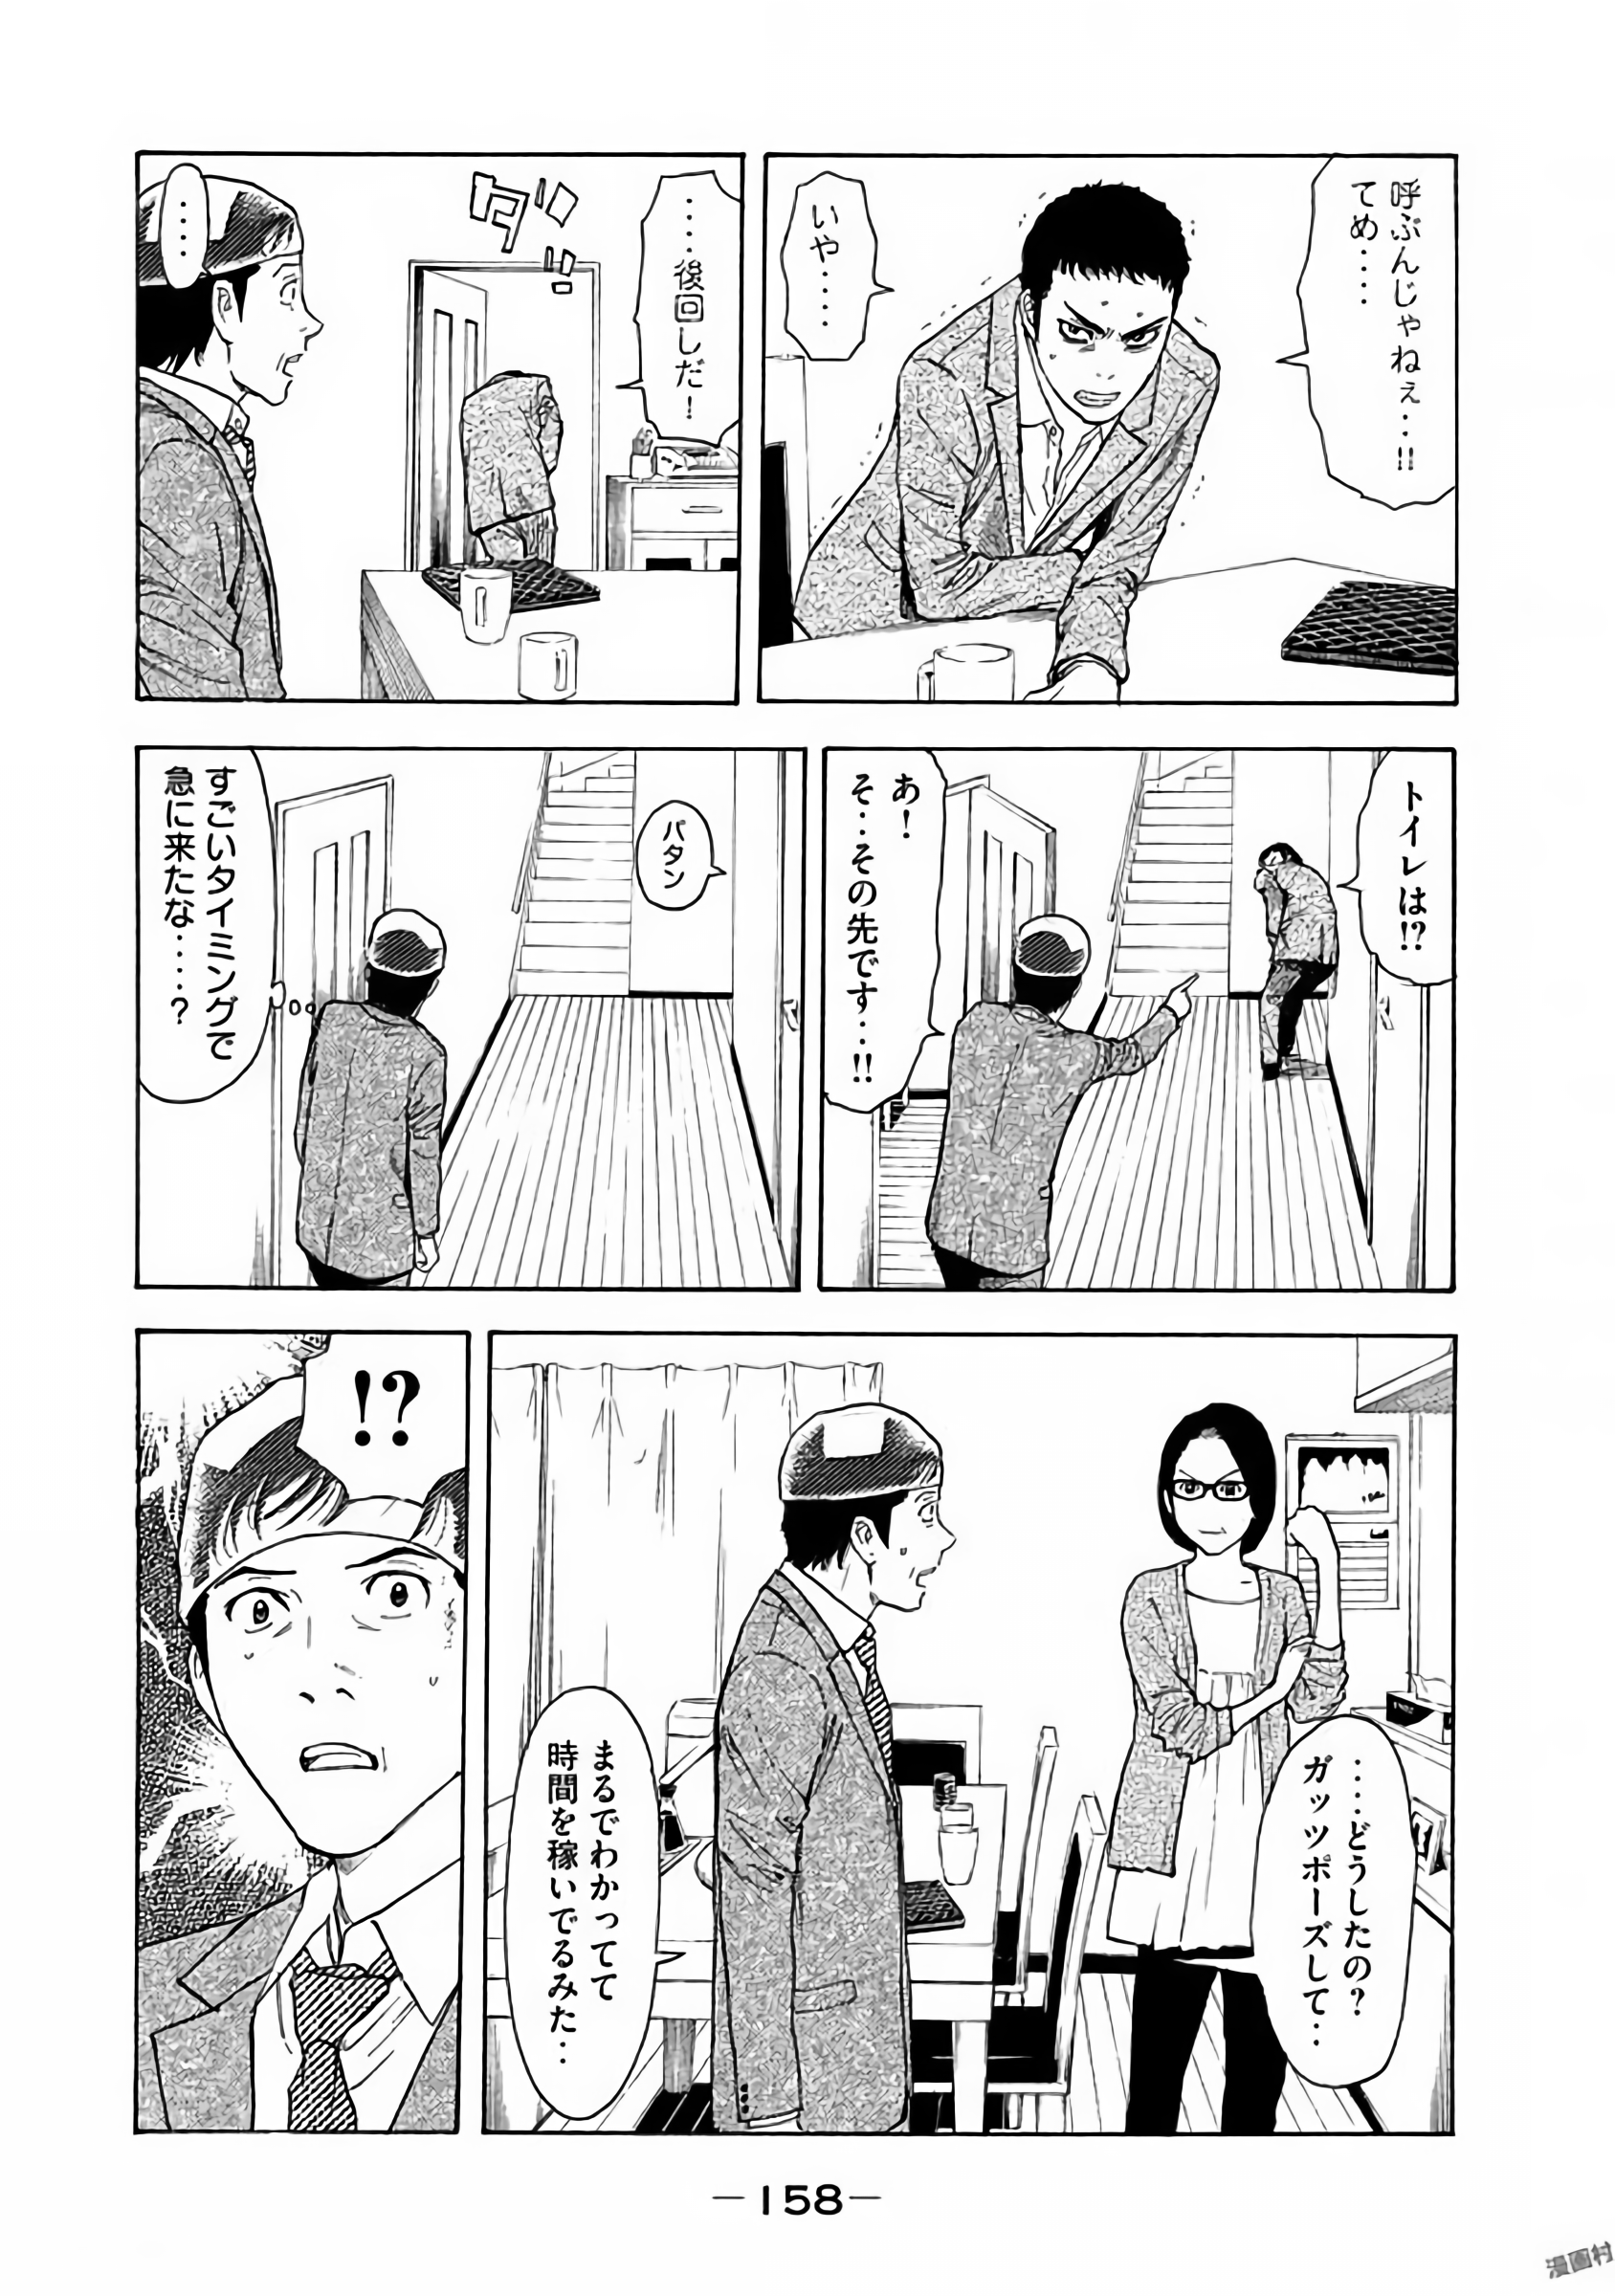 呼ぶんじゃねぇ‥!!
てめ‥‥
いや‥‥
‥‥後回しだ!
ダッ
‥‥
トイレは!?
あ!
そ‥その先です‥!!
パタン
すごいタイミングで
急に来たな‥‥?
‥‥どうしたの?
ガッツポーズして‥
まるでわかってて
時間を稼いでるみた‥
!?
—158—
漫画村